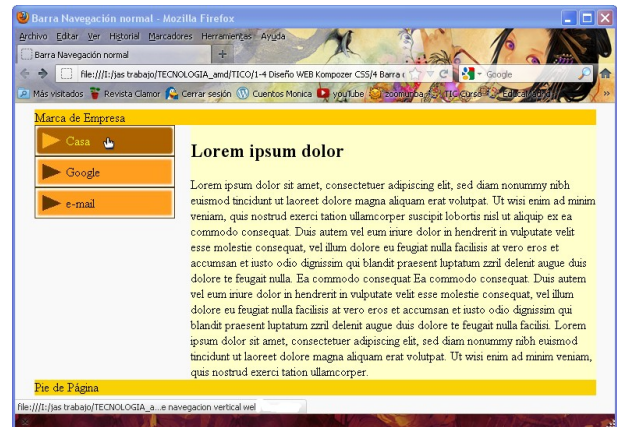 Barra Navegación normal - Mozilla Firefox
Archivo Editar Ver Historial Marcadores Herramientas Ayuda
Barra Navegación normal +
file:///I:/jas trabajo/TECNOLOGIA_amd/TICO/1-4 Diseño WEB Kompozer CSS/4 Barra Google
Más visitados Revista Clamor Cerrar sesión Cuentos Monica youTube zoomunba TIC Curso Educa »
Marca de Empresa
Casa
Google
e-mail
Lorem ipsum dolor
Lorem ipsum dolor sit amet, consectetuer adipiscing elit, sed diam nonummy nibh
euismod tincidunt ut laoreet dolore magna aliquam erat volutpat. Ut wisi enim ad minim
veniam, quis nostrud exerci tation ullamcorper suscipit lobortis nisl ut aliquip ex ea
commodo consequat. Duis autem vel eum iriure dolor in hendrerit in vulputate velit
esse molestie consequat, vel illum dolore eu feugiat nulla facilisis at vero eros et
accumsan et iusto odio dignissim qui blandit praesent luptatum zzril delenit augue duis
dolore te feugait nulla. Ea commodo consequat Ea commodo consequat. Duis autem
vel eum iriure dolor in hendrerit in vulputate velit esse molestie consequat, vel illum
dolore eu feugiat nulla facilisis at vero eros et accumsan et iusto odio dignissim qui
blandit praesent luptatum zzril delenit augue duis dolore te feugait nulla facilisi. Lorem
ipsum dolor sit amet, consectetuer adipiscing elit, sed diam nonummy nibh euismod
tincidunt ut laoreet dolore magna aliquam erat volutpat. Ut wisi enim ad minim veniam,
quis nostrud exerci tation ullamcorper.
Pie de Página
file:///I:/jas trabajo/TECNOLOGIA_a...e navegacion vertical wel